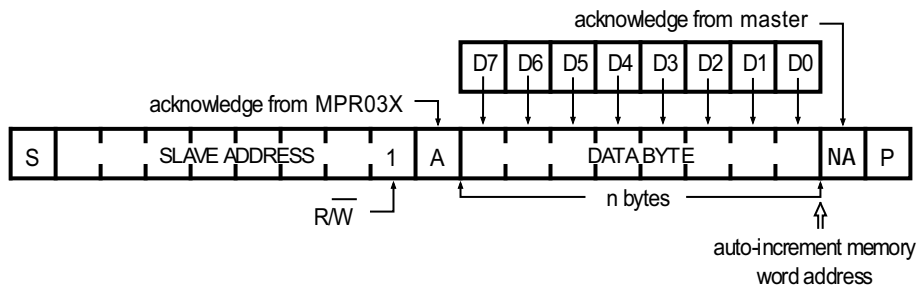 acknowledge from master
D7 D6 D5 D4 D3 D2 D1 D0
acknowledge from MPR03X
S SLAVE ADDRESS 1 A DATA BYTE NA P
R/W̅
n bytes
auto-increment memory
word address